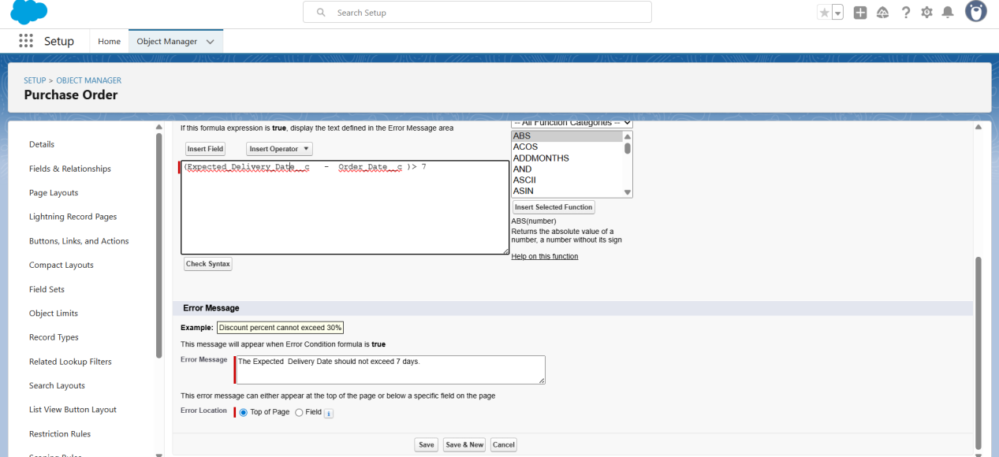 Search Setup
Setup
Home
Object Manager
SETUP > OBJECT MANAGER
Purchase Order
Details
Fields & Relationships
Page Layouts
Lightning Record Pages
Buttons, Links, and Actions
Compact Layouts
Field Sets
Object Limits
Record Types
Related Lookup Filters
Search Layouts
List View Button Layout
Restriction Rules
Scoping Rules
If this formula expression is true, display the text defined in the Error Message area
Insert Field
Insert Operator
(Expected_Delivery_Date__c - Order_Date__c )> 7
Check Syntax
-- All Function Categories --
ABS
ACOS
ADDMONTHS
AND
ASCII
ASIN
Insert Selected Function
ABS(number)
Returns the absolute value of a
number, a number without its sign
Help on this function
Error Message
Example: Discount percent cannot exceed 30%
This message will appear when Error Condition formula is true
Error Message
The Expected Delivery Date should not exceed 7 days.
This error message can either appear at the top of the page or below a specific field on the page
Error Location Top of Page Field i
Save Save & New Cancel